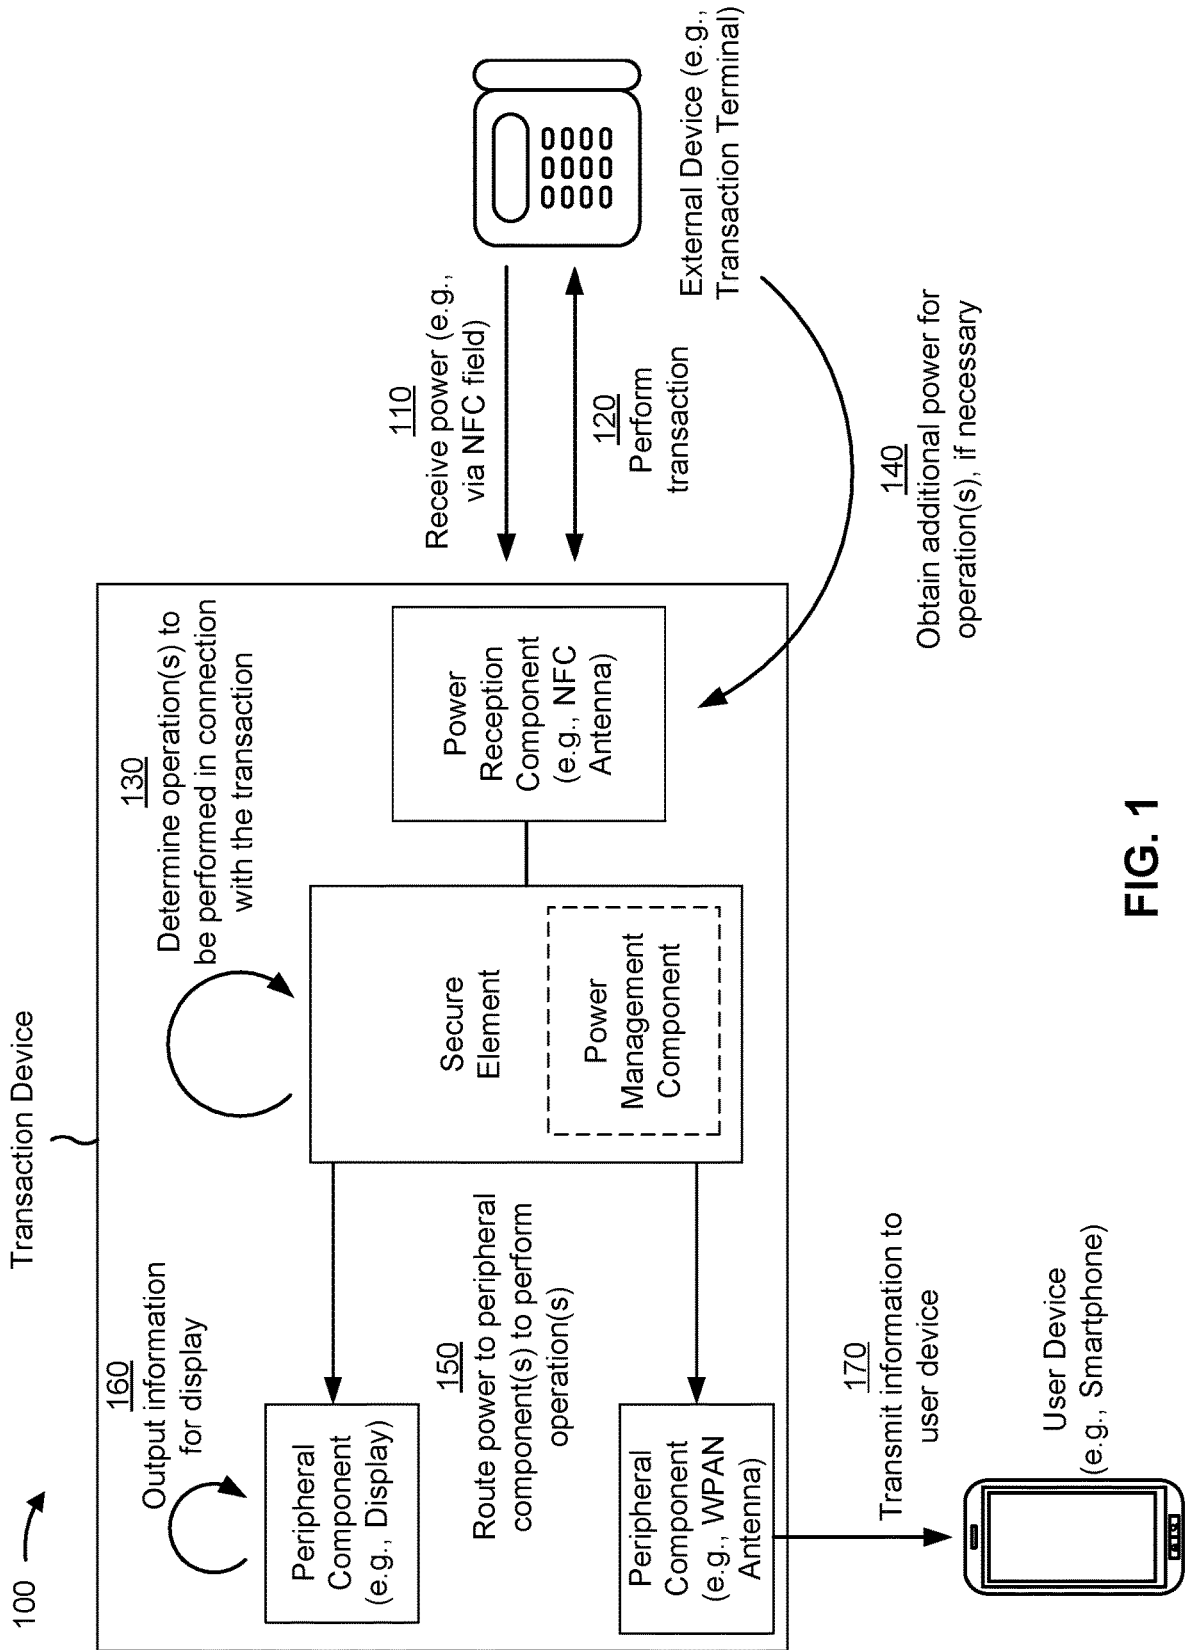 100
Transaction Device
160
Output information
for display
130
Determine operation(s) to
be performed in connection
with the transaction
Peripheral
Component
(e.g., Display)
150
Route power to peripheral
component(s) to perform
operation(s)
Peripheral
Component
(e.g., WPAN
Antenna)
Secure
Element
Power
Management
Component
Power
Reception
Component
(e.g., NFC
Antenna)
110
Receive power (e.g.,
via NFC field)
120
Perform
transaction
External Device (e.g.,
Transaction Terminal)
140
Obtain additional power for
operation(s), if necessary
170
Transmit information to
user device
User Device
(e.g., Smartphone)
FIG. 1